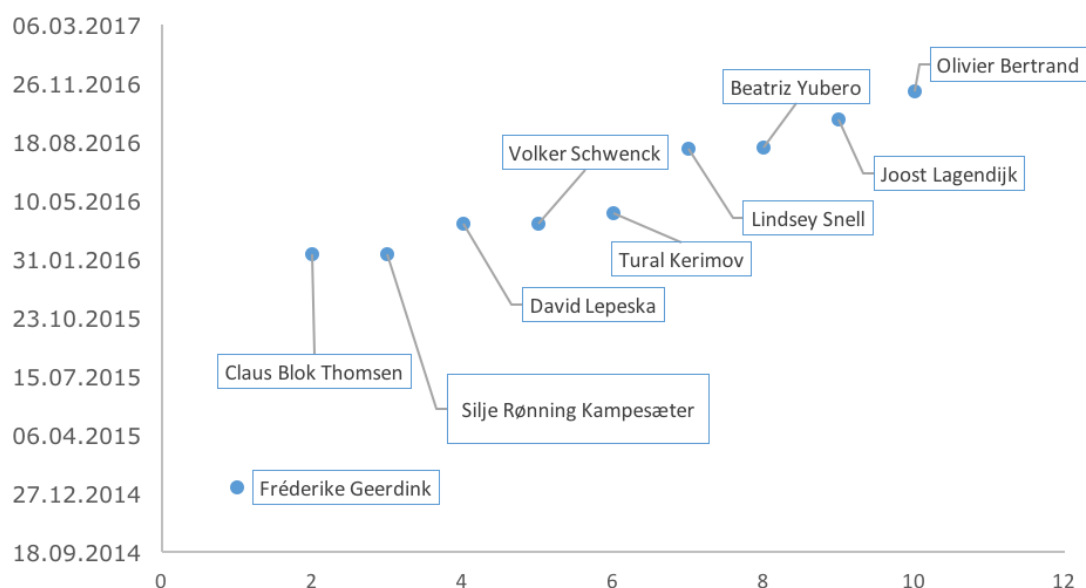 06.03.2017
Olivier Bertrand
26.11.2016
Beatriz Yubero
18.08.2016
Volker Schwenck
Joost Lagendijk
10.05.2016
Lindsey Snell
31.01.2016
Tural Kerimov
David Lepeska
23.10.2015
15.07.2015
Claus Blok Thomsen
Silje Rønning Kampesæter
06.04.2015
27.12.2014
Fréderike Geerdink
18.09.2014
0 2 4 6 8 10 12